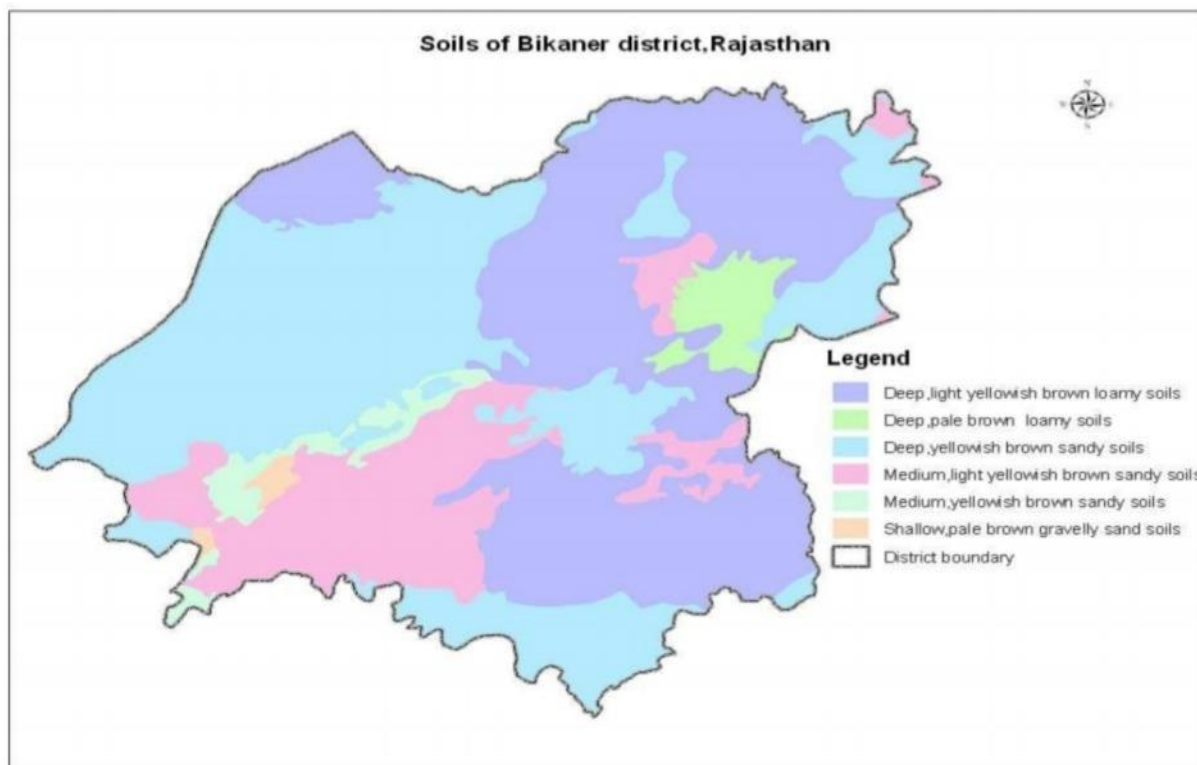 Soils of Bikaner district,Rajasthan
Legend
Deep,light yellowish brown loamy soils
Deep,pale brown loamy soils
Deep,yellowish brown sandy soils
Medium,light yellowish brown sandy soils
Medium,yellowish brown sandy soils
Shallow,pale brown gravelly sand soils
District boundary